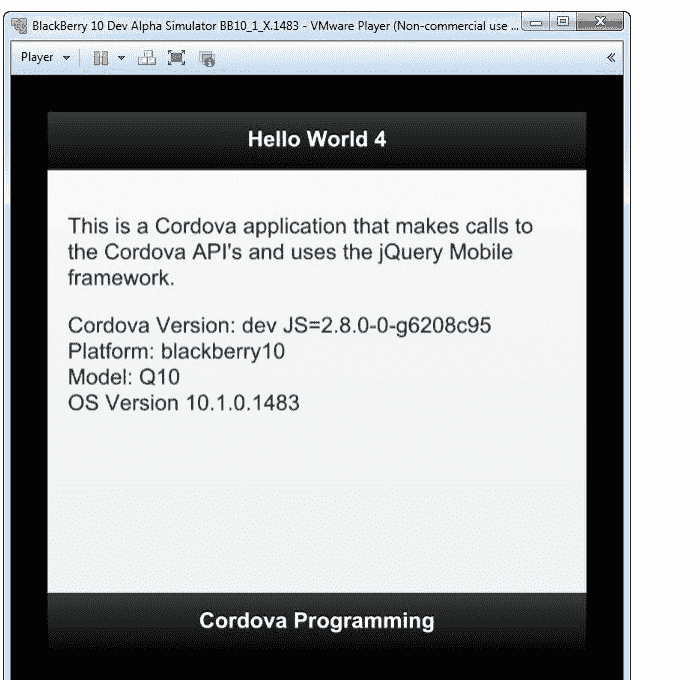 BlackBerry 10 Dev Alpha Simulator BB10_1_X.1483 - VMware Player (Non-commercial use ...
Player
Hello World 4
This is a Cordova application that makes calls to
the Cordova API's and uses the jQuery Mobile
framework.
Cordova Version: dev JS=2.8.0-0-g6208c95
Platform: blackberry10
Model: Q10
OS Version 10.1.0.1483
Cordova Programming